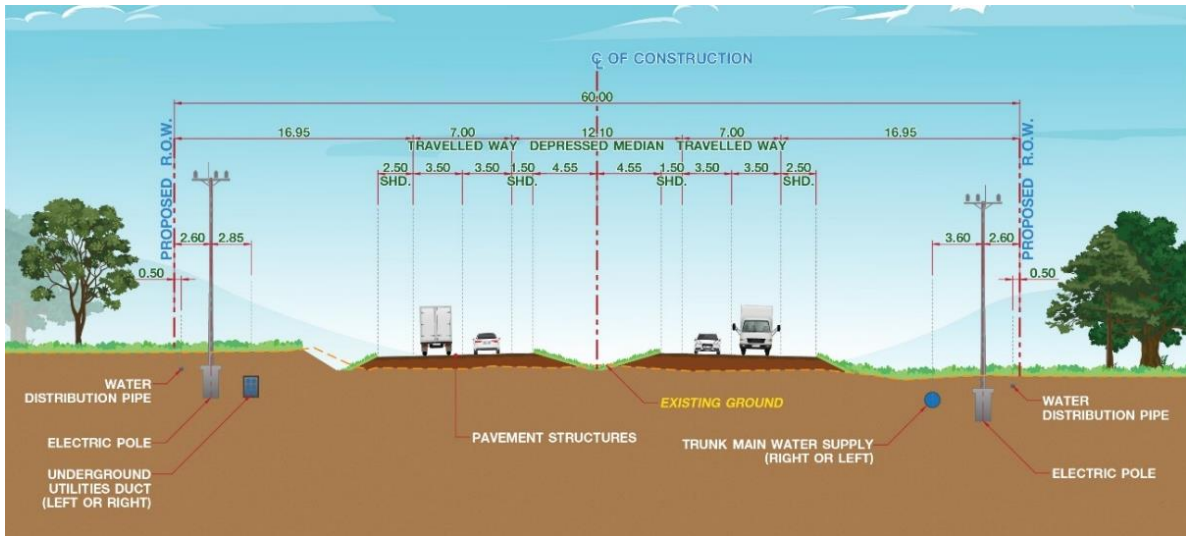 ℄ OF CONSTRUCTION
60.00
PROPOSED R.O.W.
PROPOSED R.O.W.
16.95 7.00 12.10 7.00 16.95
TRAVELLED WAY DEPRESSED MEDIAN TRAVELLED WAY
2.50 3.50 3.50 1.50 4.55 4.55 1.50 3.50 3.50 2.50
SHD. SHD. SHD. SHD.
2.60 2.85 3.60 2.60
0.50 0.50
WATER
DISTRIBUTION PIPE
ELECTRIC POLE
UNDERGROUND
UTILITIES DUCT
(LEFT OR RIGHT)
PAVEMENT STRUCTURES
EXISTING GROUND
TRUNK MAIN WATER SUPPLY
(RIGHT OR LEFT)
WATER
DISTRIBUTION PIPE
ELECTRIC POLE